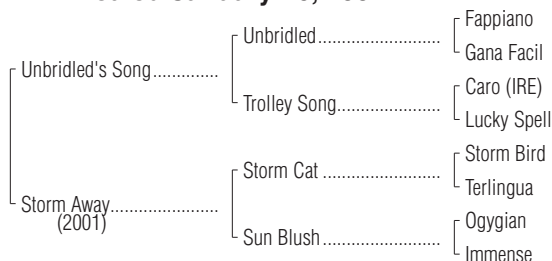 Fappiano
Unbridled........................
Gana Facil
Unbridled's Song..............
Caro (IRE)
Trolley Song.....................
Lucky Spell
Storm Bird
Storm Cat ........................
Terlingua
Storm Away.......................
(2001)
Ogygian
Sun Blush........................
Immense